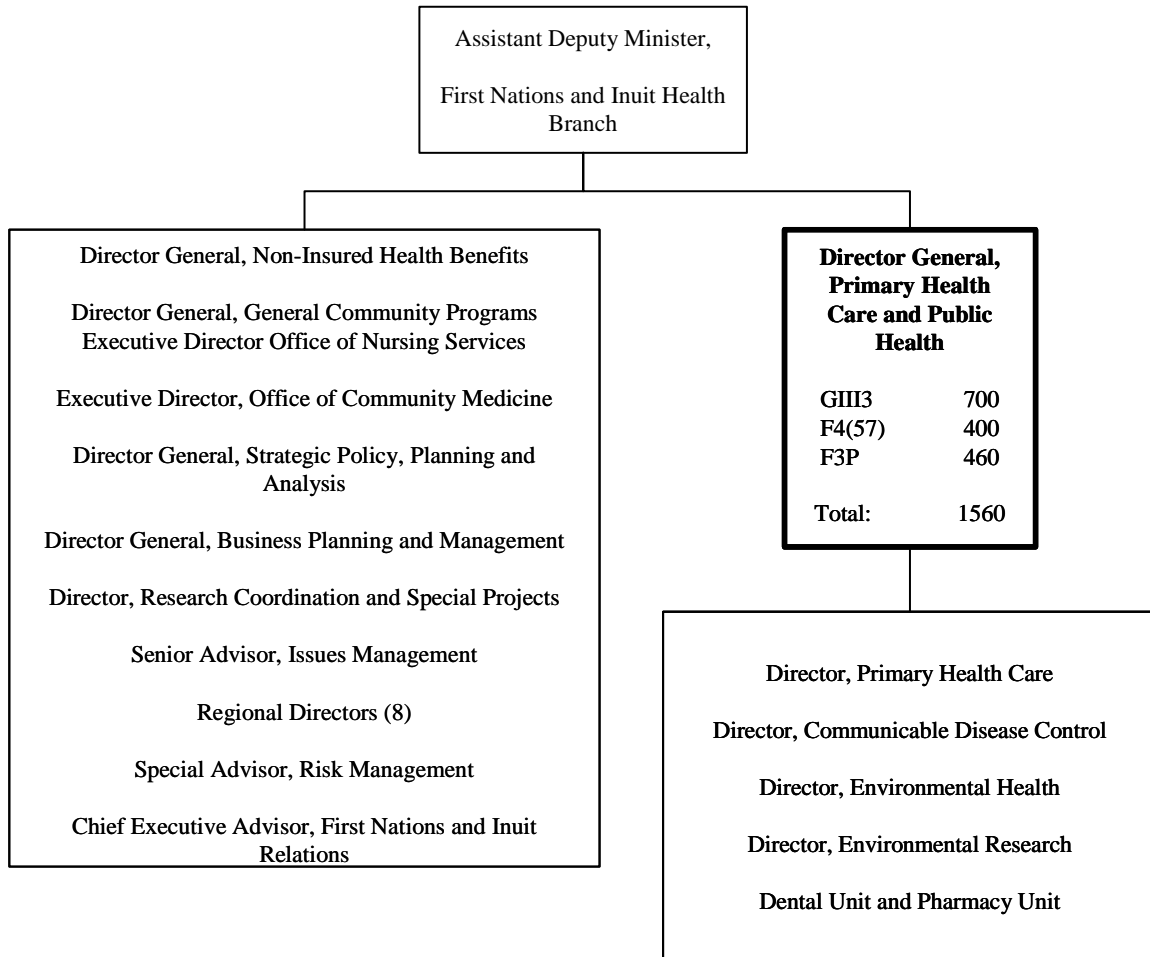 Assistant Deputy Minister,
First Nations and Inuit Health
Branch
Director General, Non-Insured Health Benefits
Director General, General Community Programs
Executive Director Office of Nursing Services
Executive Director, Office of Community Medicine
Director General, Strategic Policy, Planning and
Analysis
Director General, Business Planning and Management
Director, Research Coordination and Special Projects
Senior Advisor, Issues Management
Regional Directors (8)
Special Advisor, Risk Management
Chief Executive Advisor, First Nations and Inuit
Relations
Director General,
Primary Health
Care and Public
Health
GIII3 700
F4(57) 400
F3P 460
Total: 1560
Director, Primary Health Care
Director, Communicable Disease Control
Director, Environmental Health
Director, Environmental Research
Dental Unit and Pharmacy Unit